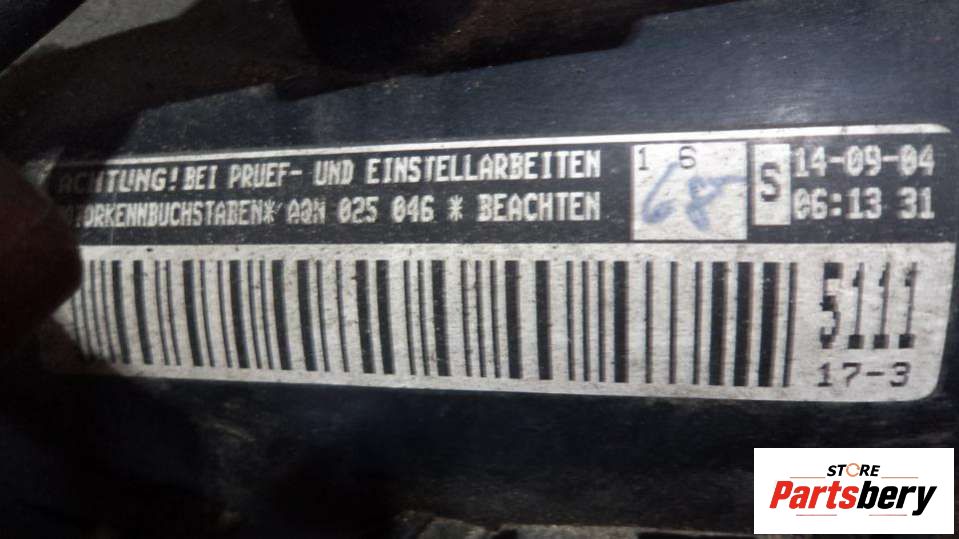 ACHTUNG! BEI PRUEF- UND EINSTELLARBEITEN
MOTORKENNBUCHSTABEN* AQN 025 046 * BEACHTEN
1 6
68
S
14-09-04
06:13 31
5111
17-3
STORE
Partsbery